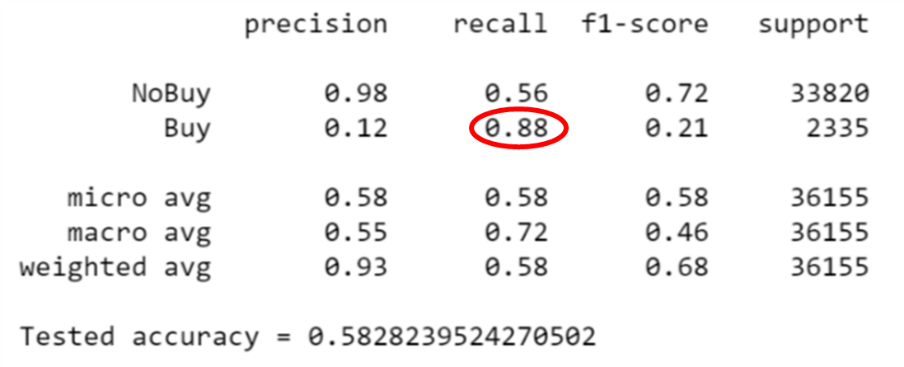 precision recall f1-score support
NoBuy 0.98 0.56 0.72 33820
Buy 0.12 0.88 0.21 2335
micro avg 0.58 0.58 0.58 36155
macro avg 0.55 0.72 0.46 36155
weighted avg 0.93 0.58 0.68 36155
Tested accuracy = 0.5828239524270502